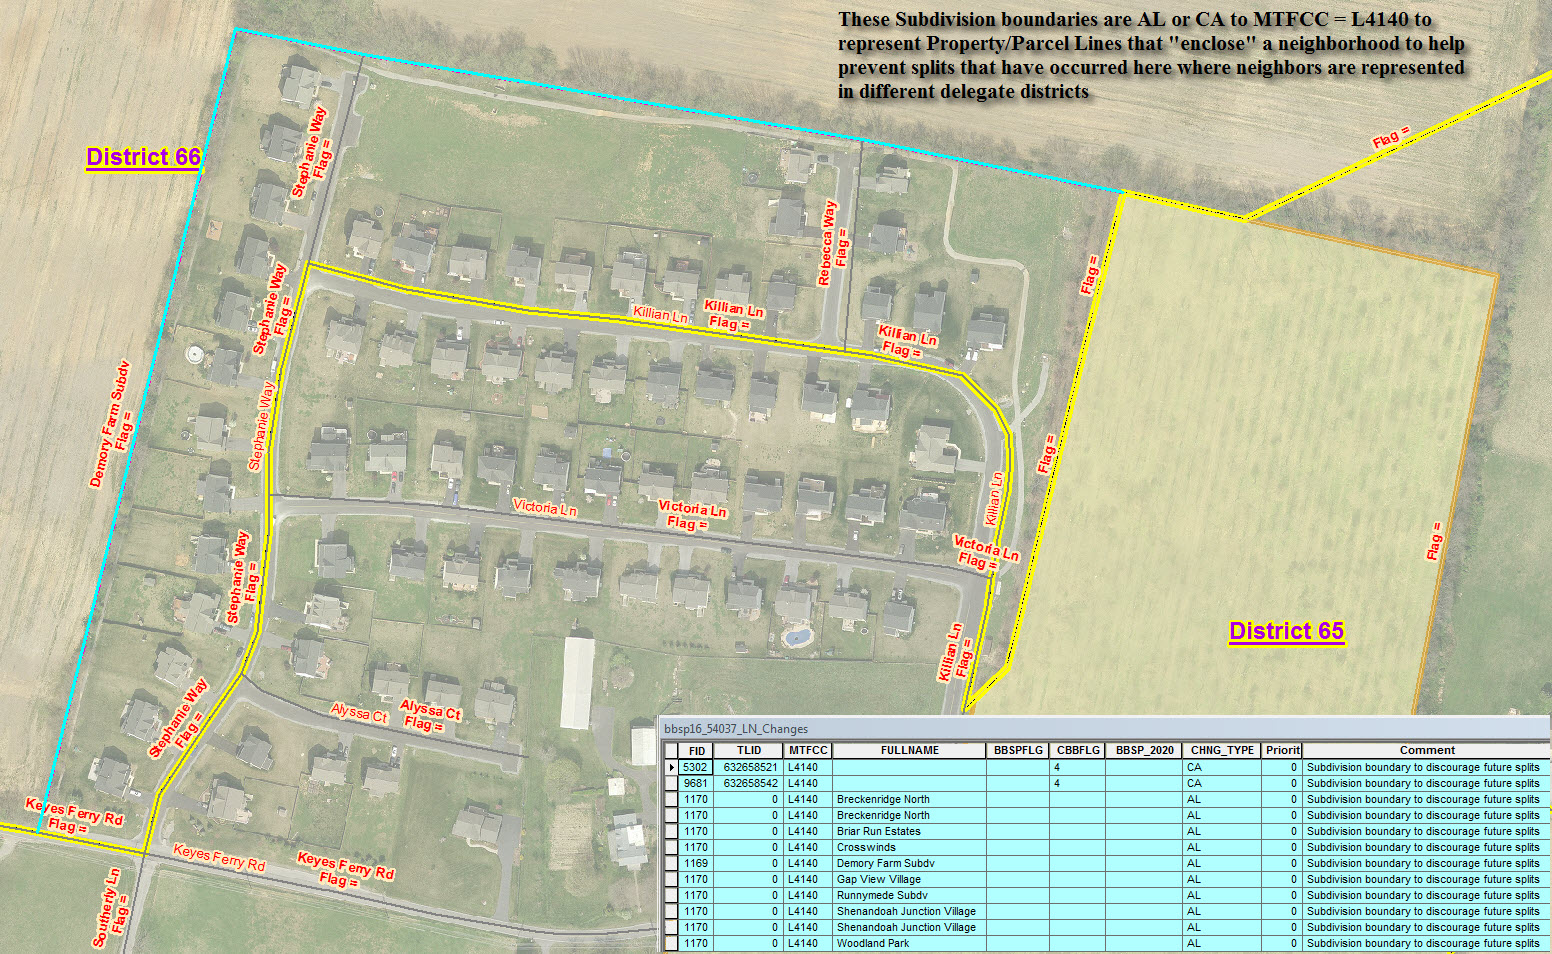 These Subdivision boundaries are AL or CA to MTFCC = L4140 to
represent Property/Parcel Lines that "enclose" a neighborhood to help
prevent splits that have occurred here where neighbors are represented
in different delegate districts
Flag =
District 66
Stephanie Way
Flag =
Rebecca Way
Flag =
Flag =
Stephanie Way
Flag =
Killian Ln
Killian Ln
Flag =
Killian Ln
Flag =
Demory Farm Subdv
Flag =
Stephanie Way
Flag =
Killian Ln
Victoria Ln
Victoria Ln
Flag =
Victoria Ln
Flag =
Flag =
Stephanie Way
Flag =
District 65
Killian Ln
Flag =
Stephanie Way
Flag =
Alyssa Ct
Alyssa Ct
Flag =
Keyes Ferry Rd
Flag =
Keyes Ferry Rd
Keyes Ferry Rd
Flag =
Southerly Ln
Flag =
bbsp16_54037_LN_Changes
FID TLID MTFCC FULLNAME BBSPFLG CBBFLG BBSP_2020 CHNG_TYPE Priorit Comment
5302 632658521 L4140 4 CA 0 Subdivision boundary to discourage future splits
9681 632658542 L4140 4 CA 0 Subdivision boundary to discourage future splits
1170 0 L4140 Breckenridge North AL 0 Subdivision boundary to discourage future splits
1170 0 L4140 Breckenridge North AL 0 Subdivision boundary to discourage future splits
1170 0 L4140 Briar Run Estates AL 0 Subdivision boundary to discourage future splits
1170 0 L4140 Crosswinds AL 0 Subdivision boundary to discourage future splits
1169 0 L4140 Demory Farm Subdv AL 0 Subdivision boundary to discourage future splits
1170 0 L4140 Gap View Village AL 0 Subdivision boundary to discourage future splits
1170 0 L4140 Runnymede Subdv AL 0 Subdivision boundary to discourage future splits
1170 0 L4140 Shenandoah Junction Village AL 0 Subdivision boundary to discourage future splits
1170 0 L4140 Shenandoah Junction Village AL 0 Subdivision boundary to discourage future splits
1170 0 L4140 Woodland Park AL 0 Subdivision boundary to discourage future splits